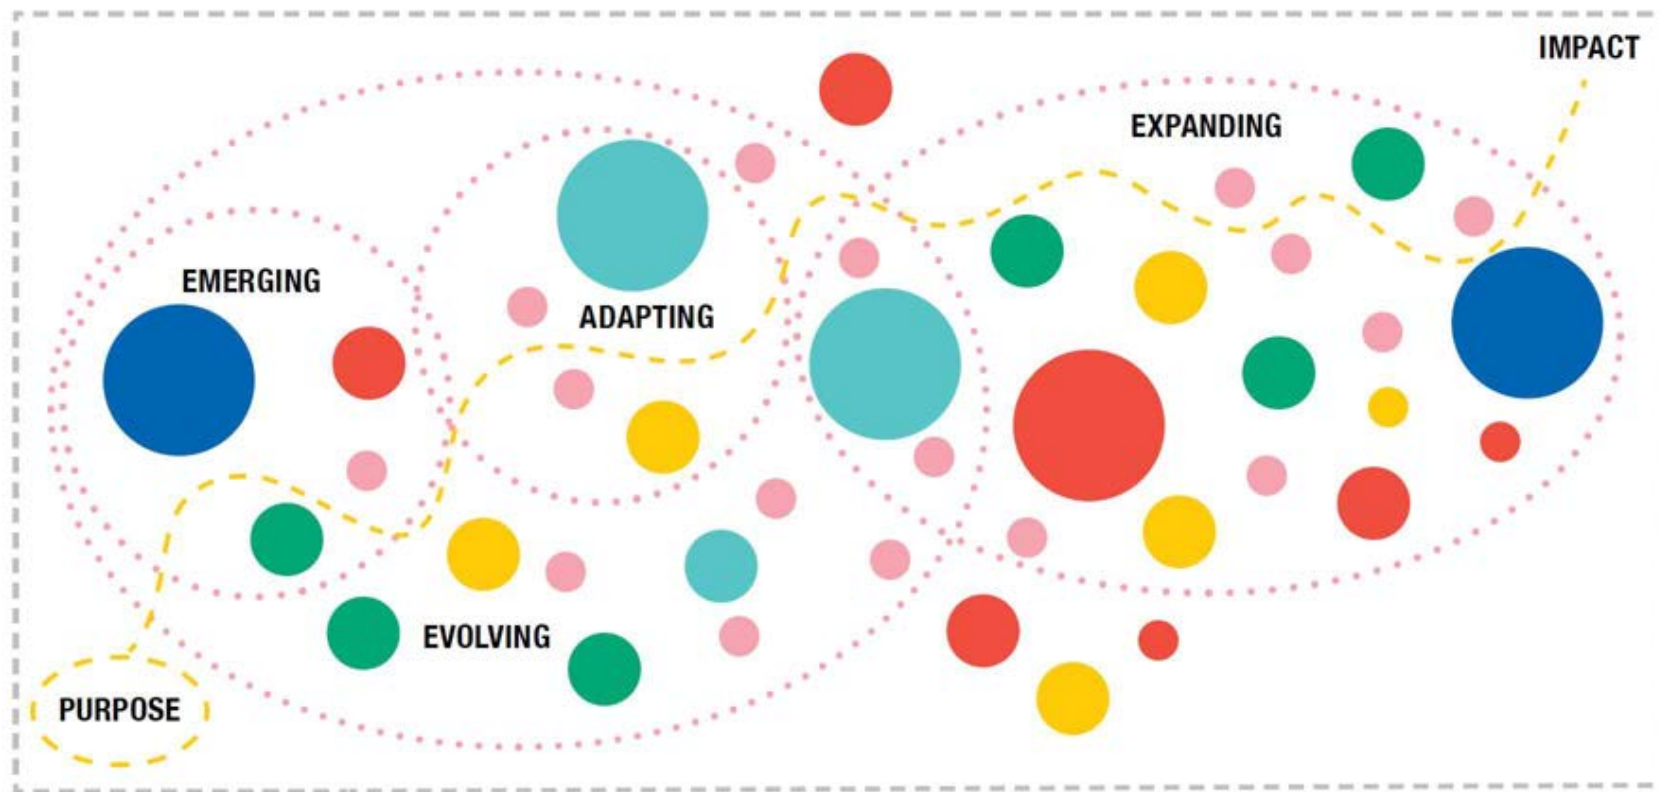 IMPACT
EXPANDING
EMERGING
ADAPTING
EVOLVING
PURPOSE